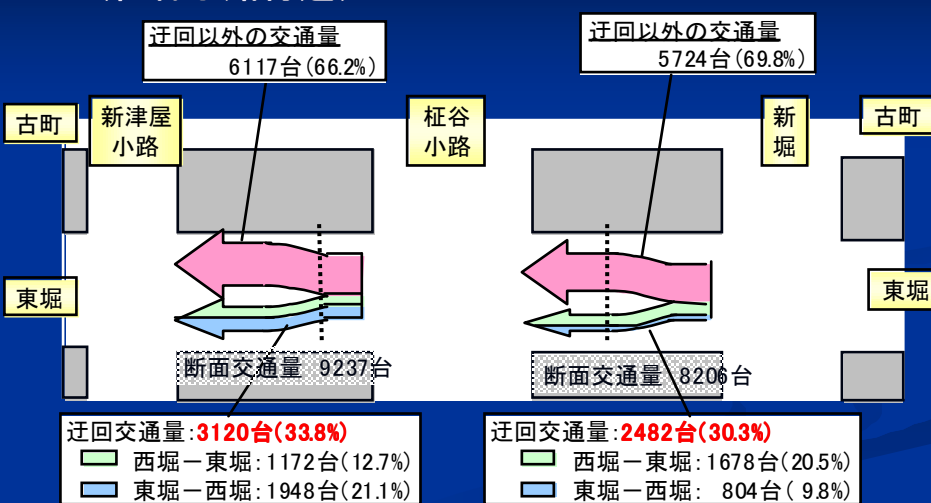 迂回以外の交通量
6117台(66.2%)
迂回以外の交通量
5724台(69.8%)
古町
新津屋
小路
柾谷
小路
新
堀
古町
東堀
東堀
断面交通量 9237台
断面交通量 8206台
迂回交通量:3120台(33.8%)
西堀－東堀:1172台(12.7%)
東堀－西堀:1948台(21.1%)
迂回交通量:2482台(30.3%)
西堀－東堀:1678台(20.5%)
東堀－西堀: 804台( 9.8%)